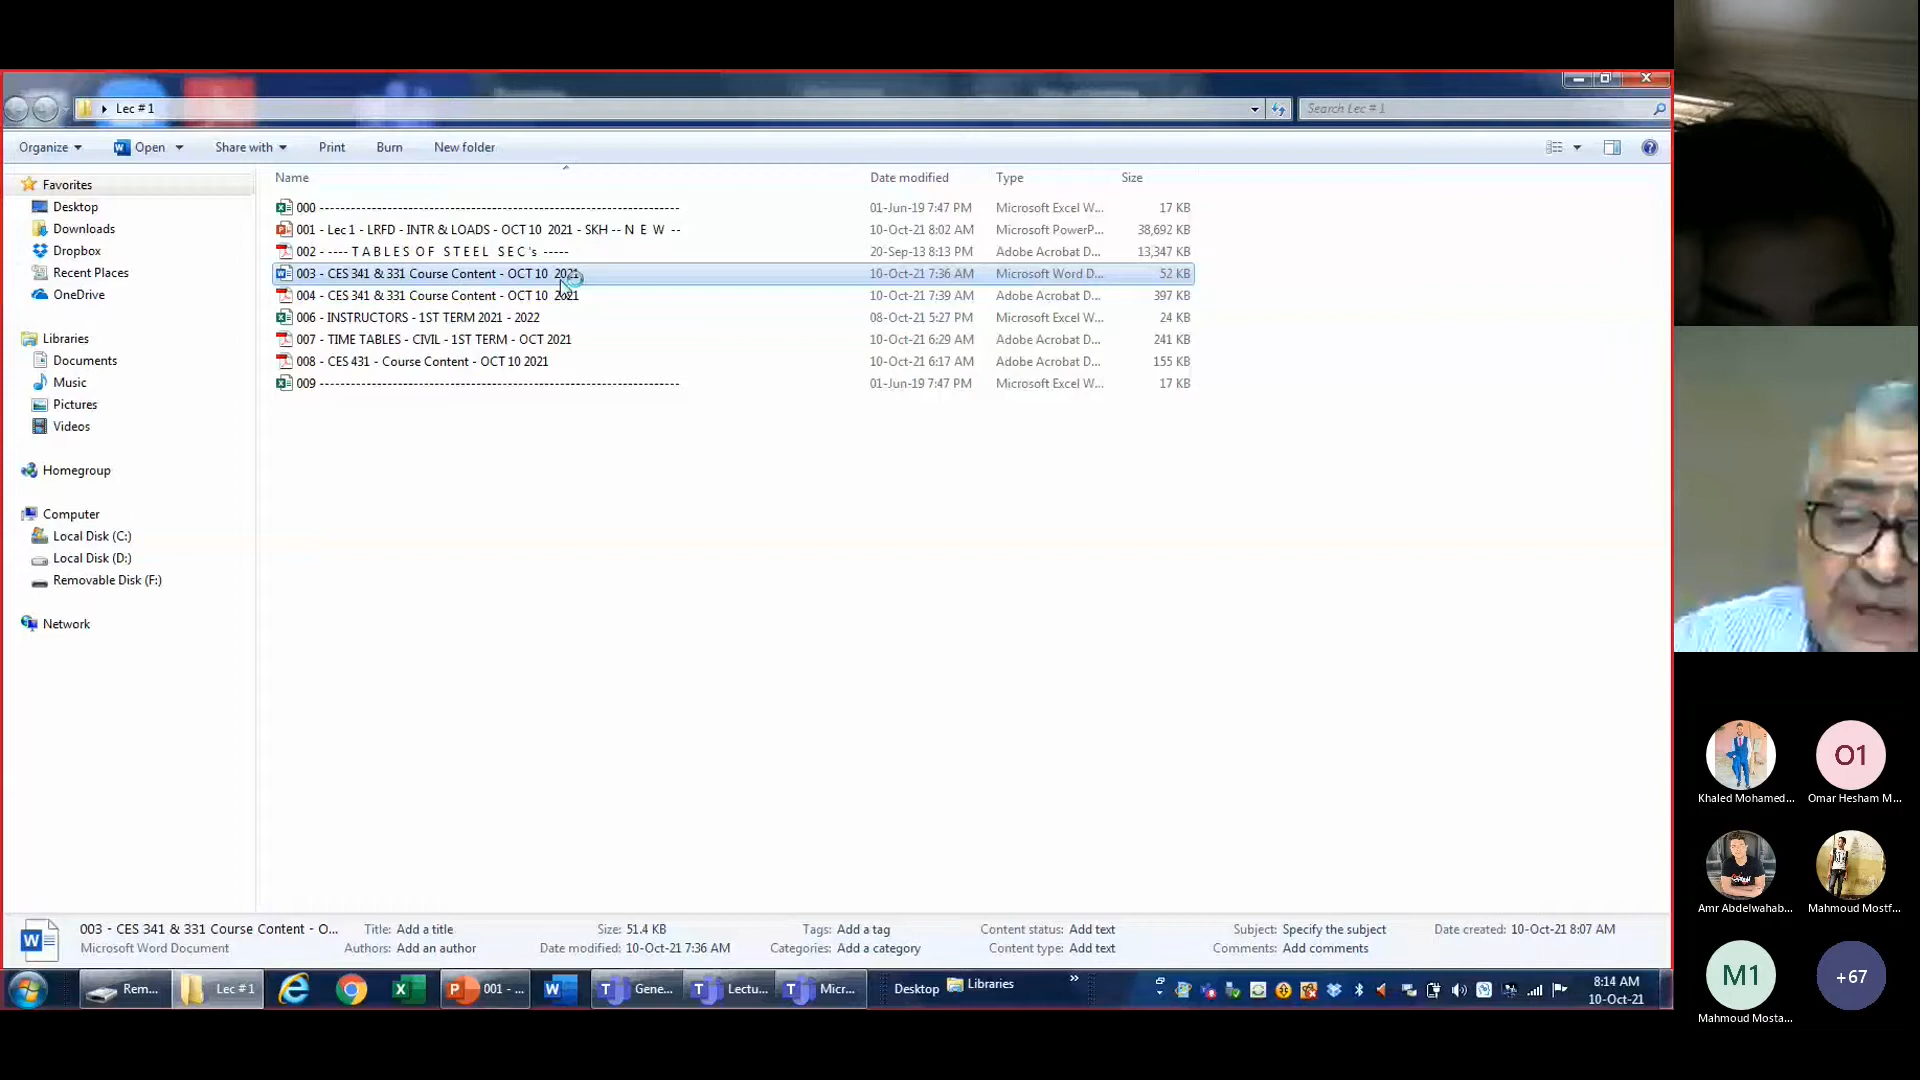 Lec # 1
Search Lec # 1
Organize
Open
Share with
Print
Burn
New folder
Name
Date modified
Type
Size
Favorites
Desktop
Downloads
Dropbox
Recent Places
OneDrive
Libraries
Documents
Music
Pictures
Videos
Homegroup
Computer
Local Disk (C:)
Local Disk (D:)
Removable Disk (F:)
Network
000 -----------------------------------------------------------------------
01-Jun-19 7:47 PM Microsoft Excel W... 17 KB
001 - Lec 1 - LRFD - INTR & LOADS - OCT 10 2021 - SKH -- N E W --
10-Oct-21 8:02 AM Microsoft PowerP... 38,692 KB
002 - ---- T A B L E S O F S T E E L S E C 's -----
20-Sep-13 8:13 PM Adobe Acrobat D... 13,347 KB
003 - CES 341 & 331 Course Content - OCT 10 2021
10-Oct-21 7:36 AM Microsoft Word D... 52 KB
004 - CES 341 & 331 Course Content - OCT 10 2021
10-Oct-21 7:39 AM Adobe Acrobat D... 397 KB
006 - INSTRUCTORS - 1ST TERM 2021 - 2022
08-Oct-21 5:27 PM Microsoft Excel W... 24 KB
007 - TIME TABLES - CIVIL - 1ST TERM - OCT 2021
10-Oct-21 6:29 AM Adobe Acrobat D... 241 KB
008 - CES 431 - Course Content - OCT 10 2021
10-Oct-21 6:17 AM Adobe Acrobat D... 155 KB
009 -----------------------------------------------------------------------
01-Jun-19 7:47 PM Microsoft Excel W... 17 KB
003 - CES 341 & 331 Course Content - O...
Microsoft Word Document
Title: Add a title
Authors: Add an author
Size: 51.4 KB
Date modified: 10-Oct-21 7:36 AM
Tags: Add a tag
Categories: Add a category
Content status: Add text
Content type: Add text
Subject: Specify the subject
Comments: Add comments
Date created: 10-Oct-21 8:07 AM
Rem...
Lec # 1
001 - ...
Gene...
Lectu...
Micr...
Desktop
Libraries
»
8:14 AM
10-Oct-21
Khaled Mohamed...
O1
Omar Hesham M...
Amr Abdelwahab...
Mahmoud Mostf...
M1
Mahmoud Mosta...
+67